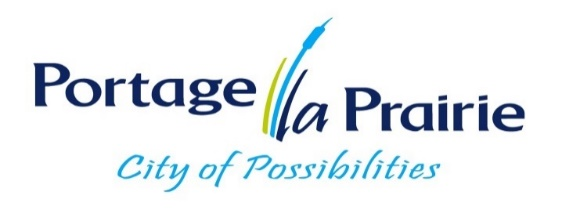 Portage la Prairie
City of Possibilities